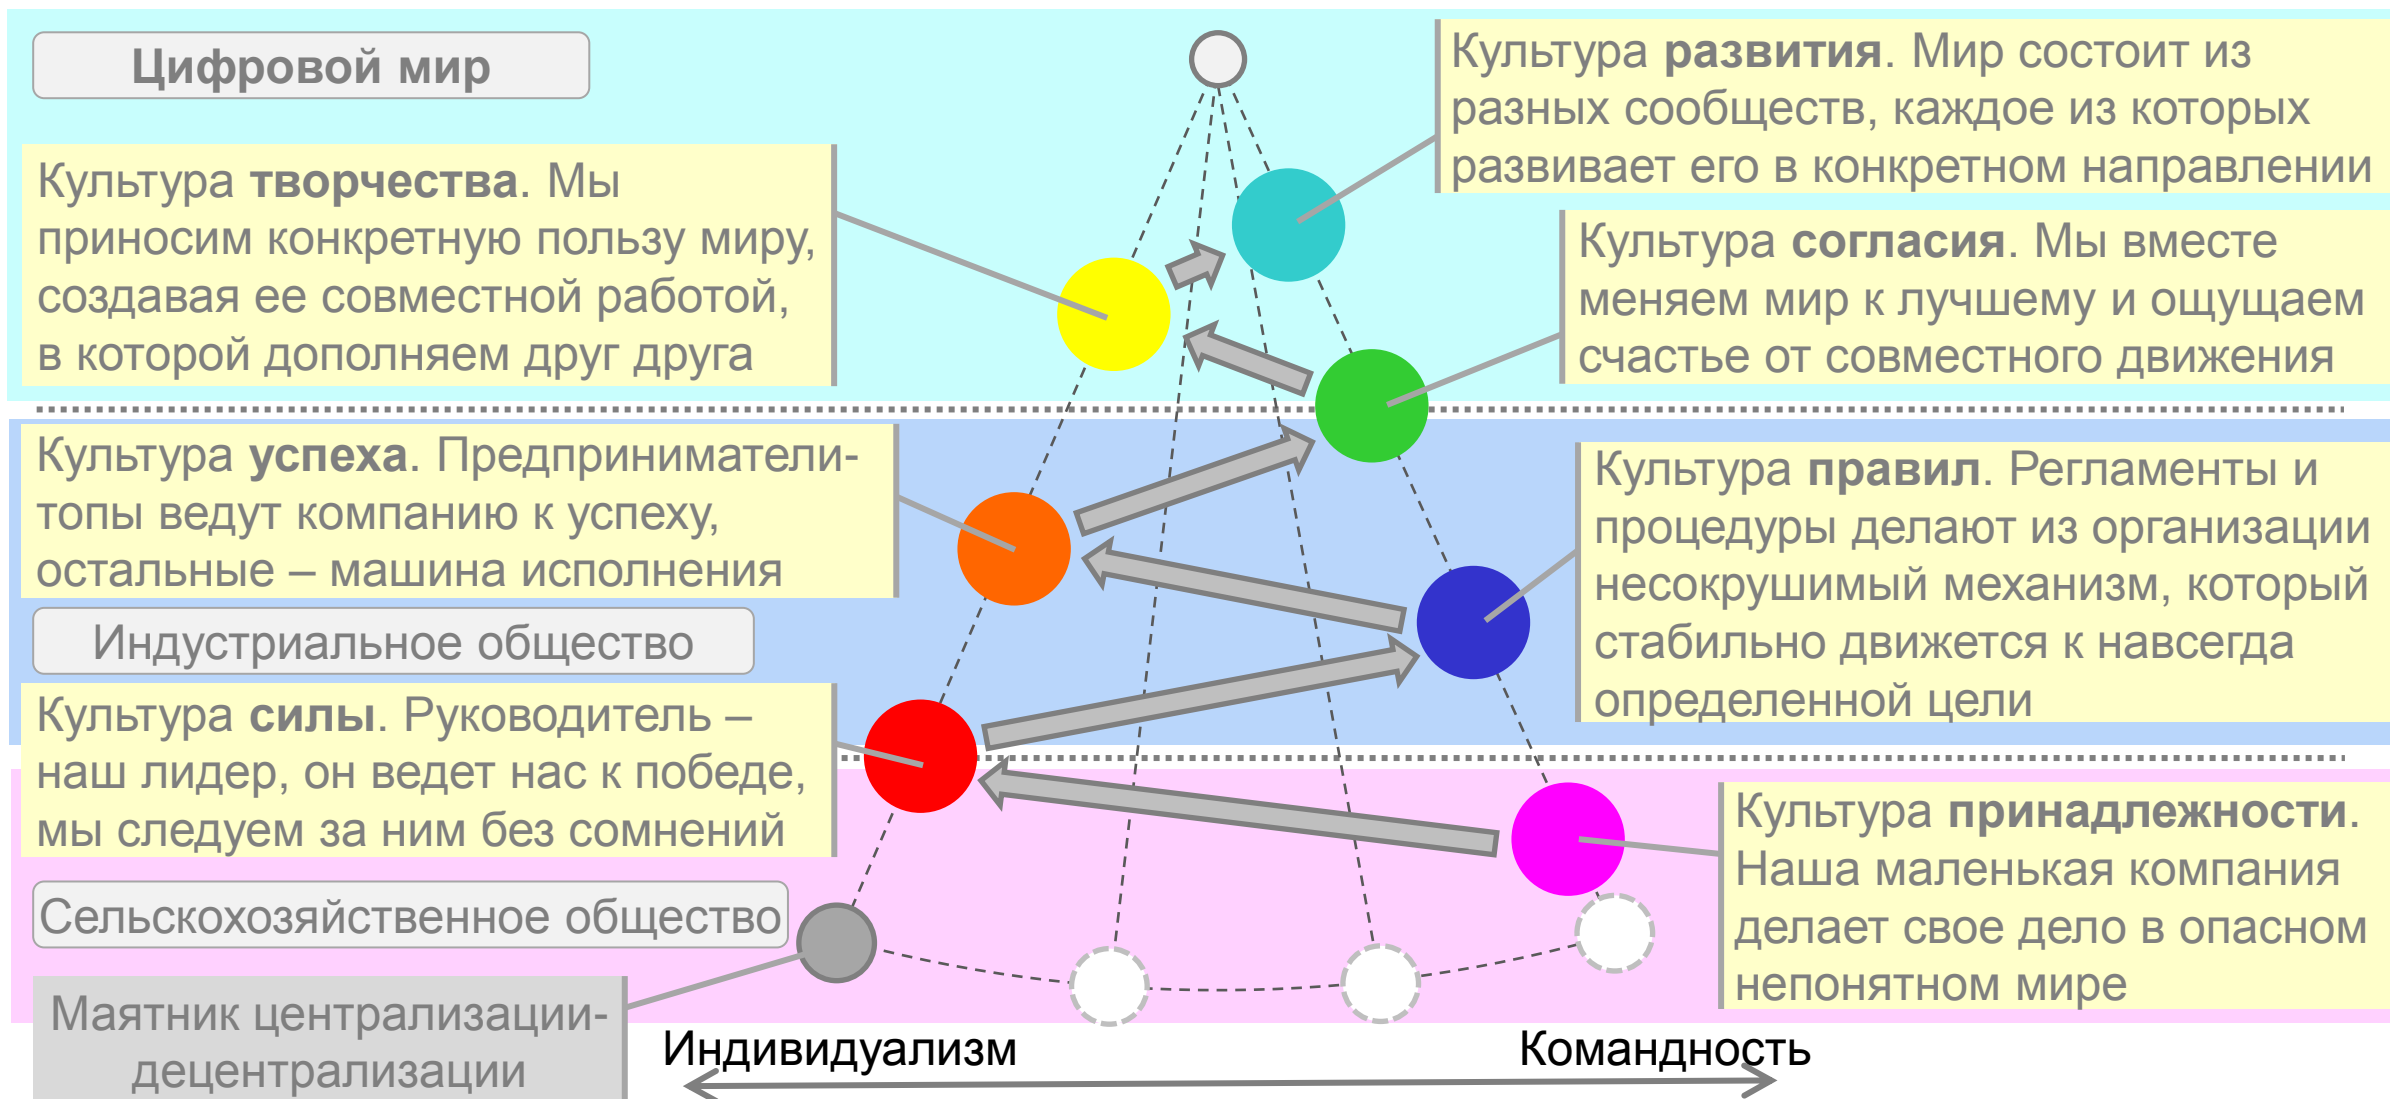 Цифровой мир
Культура развития. Мир состоит из
разных сообществ, каждое из которых
развивает его в конкретном направлении
Культура творчества. Мы
приносим конкретную пользу миру,
создавая ее совместной работой,
в которой дополняем друг друга
Культура согласия. Мы вместе
меняем мир к лучшему и ощущаем
счастье от совместного движения
Культура успеха. Предприниматели-
топы ведут компанию к успеху,
остальные – машина исполнения
Культура правил. Регламенты и
процедуры делают из организации
несокрушимый механизм, который
стабильно движется к навсегда
определенной цели
Индустриальное общество
Культура силы. Руководитель –
наш лидер, он ведет нас к победе,
мы следуем за ним без сомнений
Культура принадлежности.
Наша маленькая компания
делает свое дело в опасном
непонятном мире
Сельскохозяйственное общество
Маятник централизации-
децентрализации
Индивидуализм
Командность